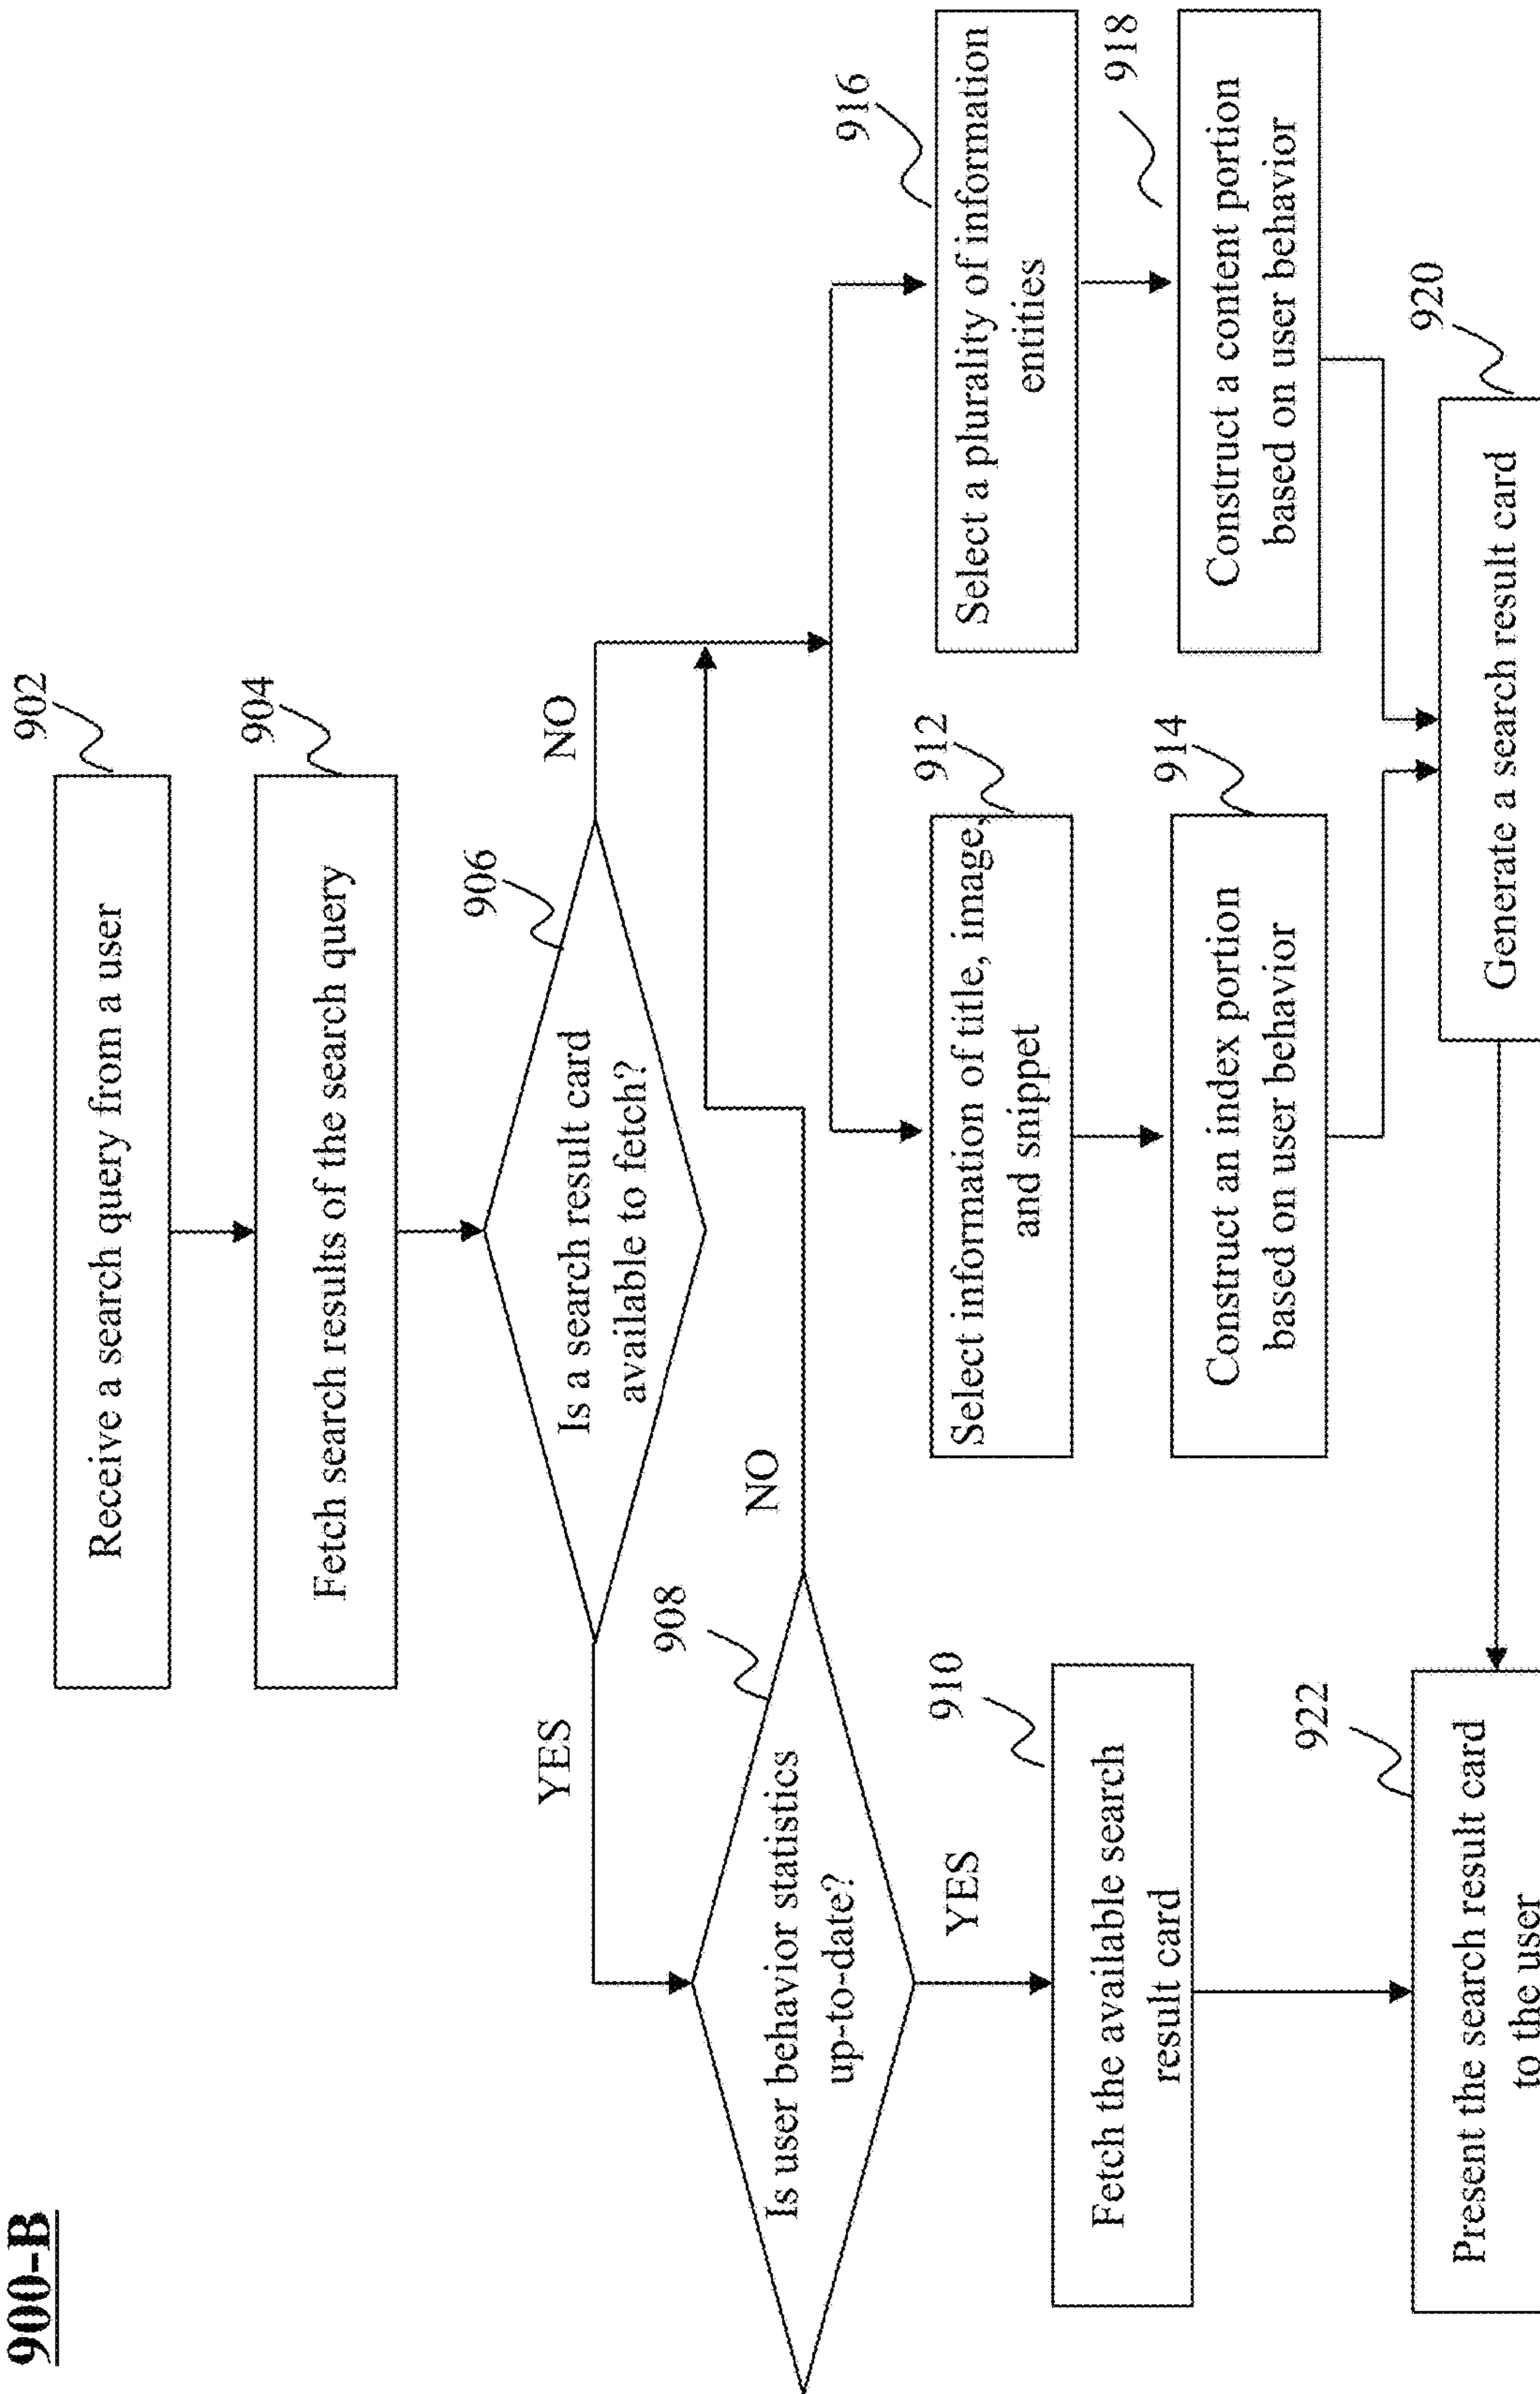 900-B
902
Receive a search query from a user
904
Fetch search results of the search query
906
Is a search result card
available to fetch?
YES
NO
908
Is user behavior statistics
up-to-date?
NO
YES
910
Fetch the available search
result card
912
Select information of title, image,
and snippet
914
Construct an index portion
based on user behavior
916
Select a plurality of information
entities
918
Construct a content portion
based on user behavior
920
Generate a search result card
922
Present the search result card
to the user